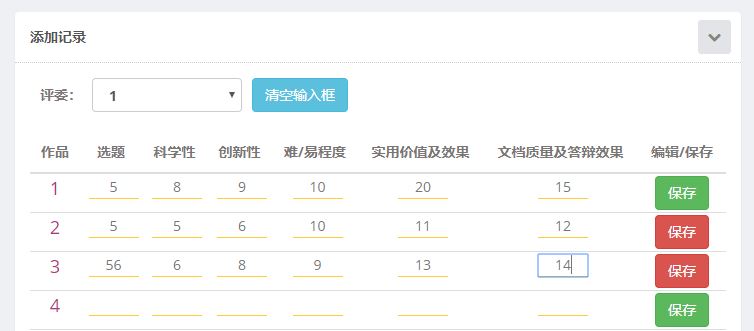 添加记录
评委： 1 清空输入框
作品 选题 科学性 创新性 难/易程度 实用价值及效果 文档质量及答辩效果 编辑/保存
1 5 8 9 10 20 15 保存
2 5 5 6 10 11 12 保存
3 56 6 8 9 13 14 保存
4 保存